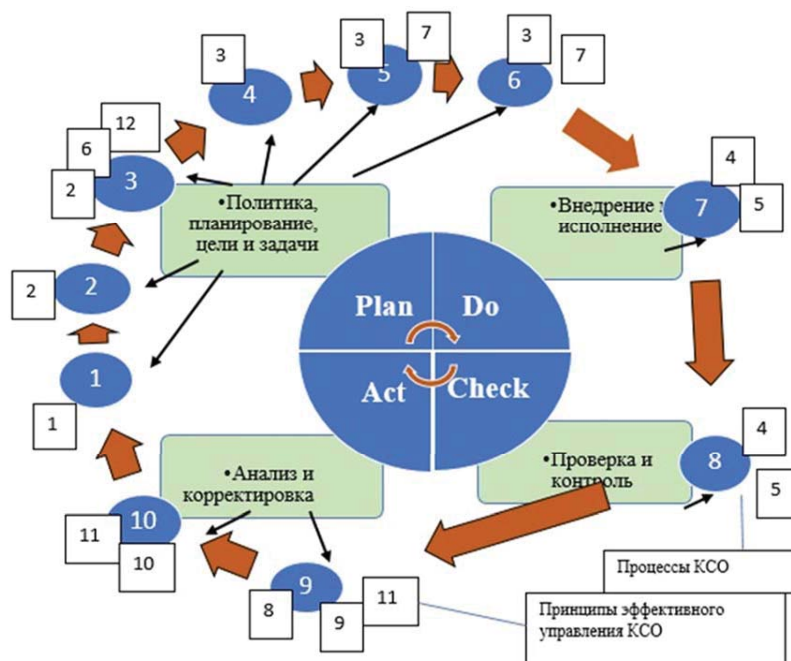 3
3
7
3
7
4
5
6
12
6
2
3
•Политика,
планирование,
цели и задачи
•Внедрение и
исполнение
4
7
5
2
2
Plan
Do
1
1
Act
Check
•Анализ и
корректировка
•Проверка и
контроль
4
8
5
10
11
10
9
8
9
11
Процессы КСО
Принципы эффективного
управления КСО